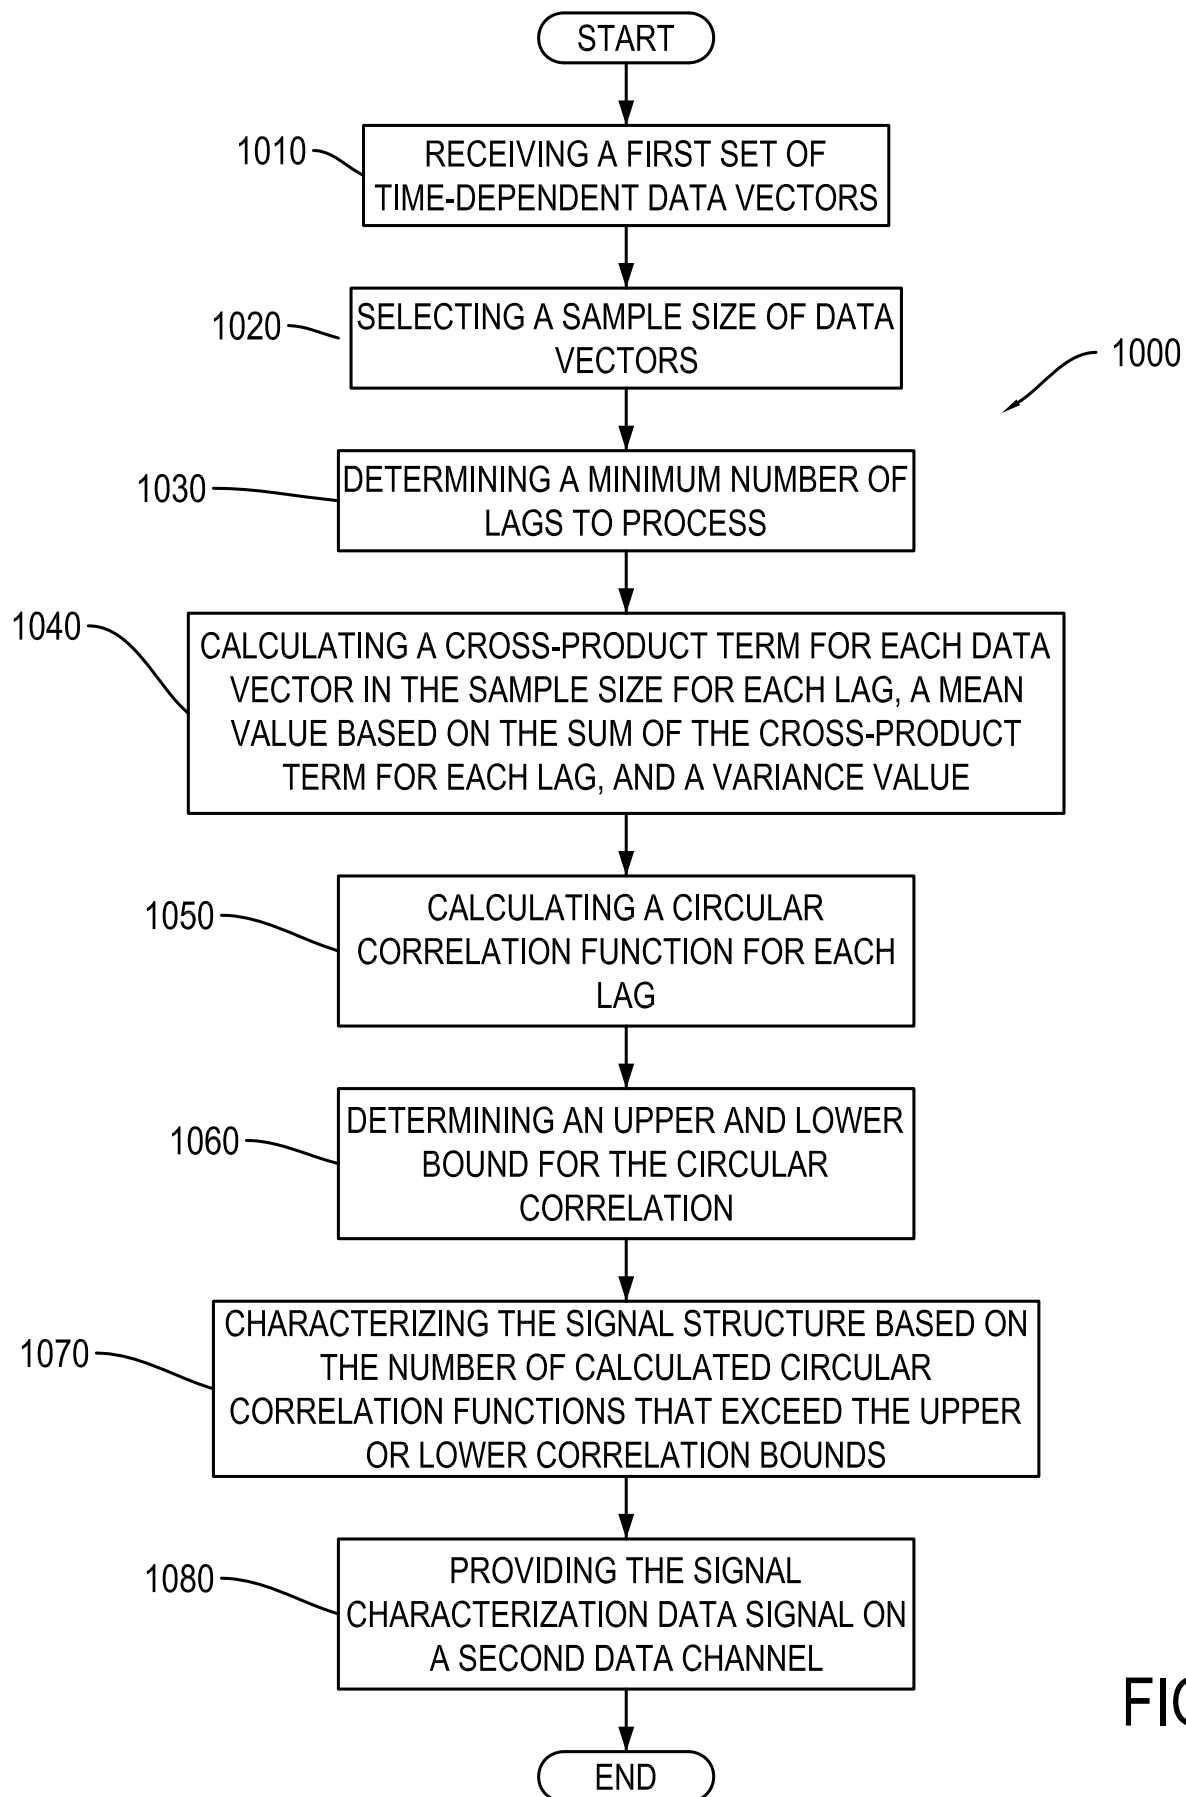 START
1010
RECEIVING A FIRST SET OF
TIME-DEPENDENT DATA VECTORS
1020
SELECTING A SAMPLE SIZE OF DATA
VECTORS
1000
1030
DETERMINING A MINIMUM NUMBER OF
LAGS TO PROCESS
1040
CALCULATING A CROSS-PRODUCT TERM FOR EACH DATA
VECTOR IN THE SAMPLE SIZE FOR EACH LAG, A MEAN
VALUE BASED ON THE SUM OF THE CROSS-PRODUCT
TERM FOR EACH LAG, AND A VARIANCE VALUE
1050
CALCULATING A CIRCULAR
CORRELATION FUNCTION FOR EACH
LAG
1060
DETERMINING AN UPPER AND LOWER
BOUND FOR THE CIRCULAR
CORRELATION
1070
CHARACTERIZING THE SIGNAL STRUCTURE BASED ON
THE NUMBER OF CALCULATED CIRCULAR
CORRELATION FUNCTIONS THAT EXCEED THE UPPER
OR LOWER CORRELATION BOUNDS
1080
PROVIDING THE SIGNAL
CHARACTERIZATION DATA SIGNAL ON
A SECOND DATA CHANNEL
END